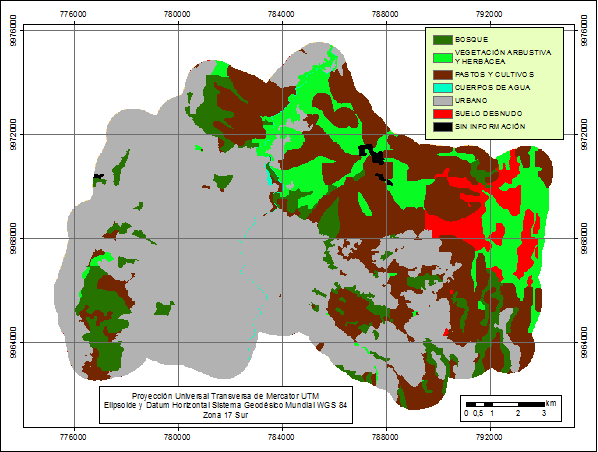 776000 780000 784000 788000 792000
9976000 9976000
BOSQUE
VEGETACIÓN ARBUSTIVA
Y HERBÁCEA
PASTOS Y CULTIVOS
CUERPOS DE AGUA
URBANO
SUELO DESNUDO
SIN INFORMACIÓN
9972000 9972000
9968000 9968000
9964000 9964000
Proyección Universal Transversa de Mercator UTM
Elipsoide y Datum Horizontal Sistema Geodésico Mundial WGS 84
Zona 17 Sur
km
0 0,5 1 2 3
776000 780000 784000 788000 792000